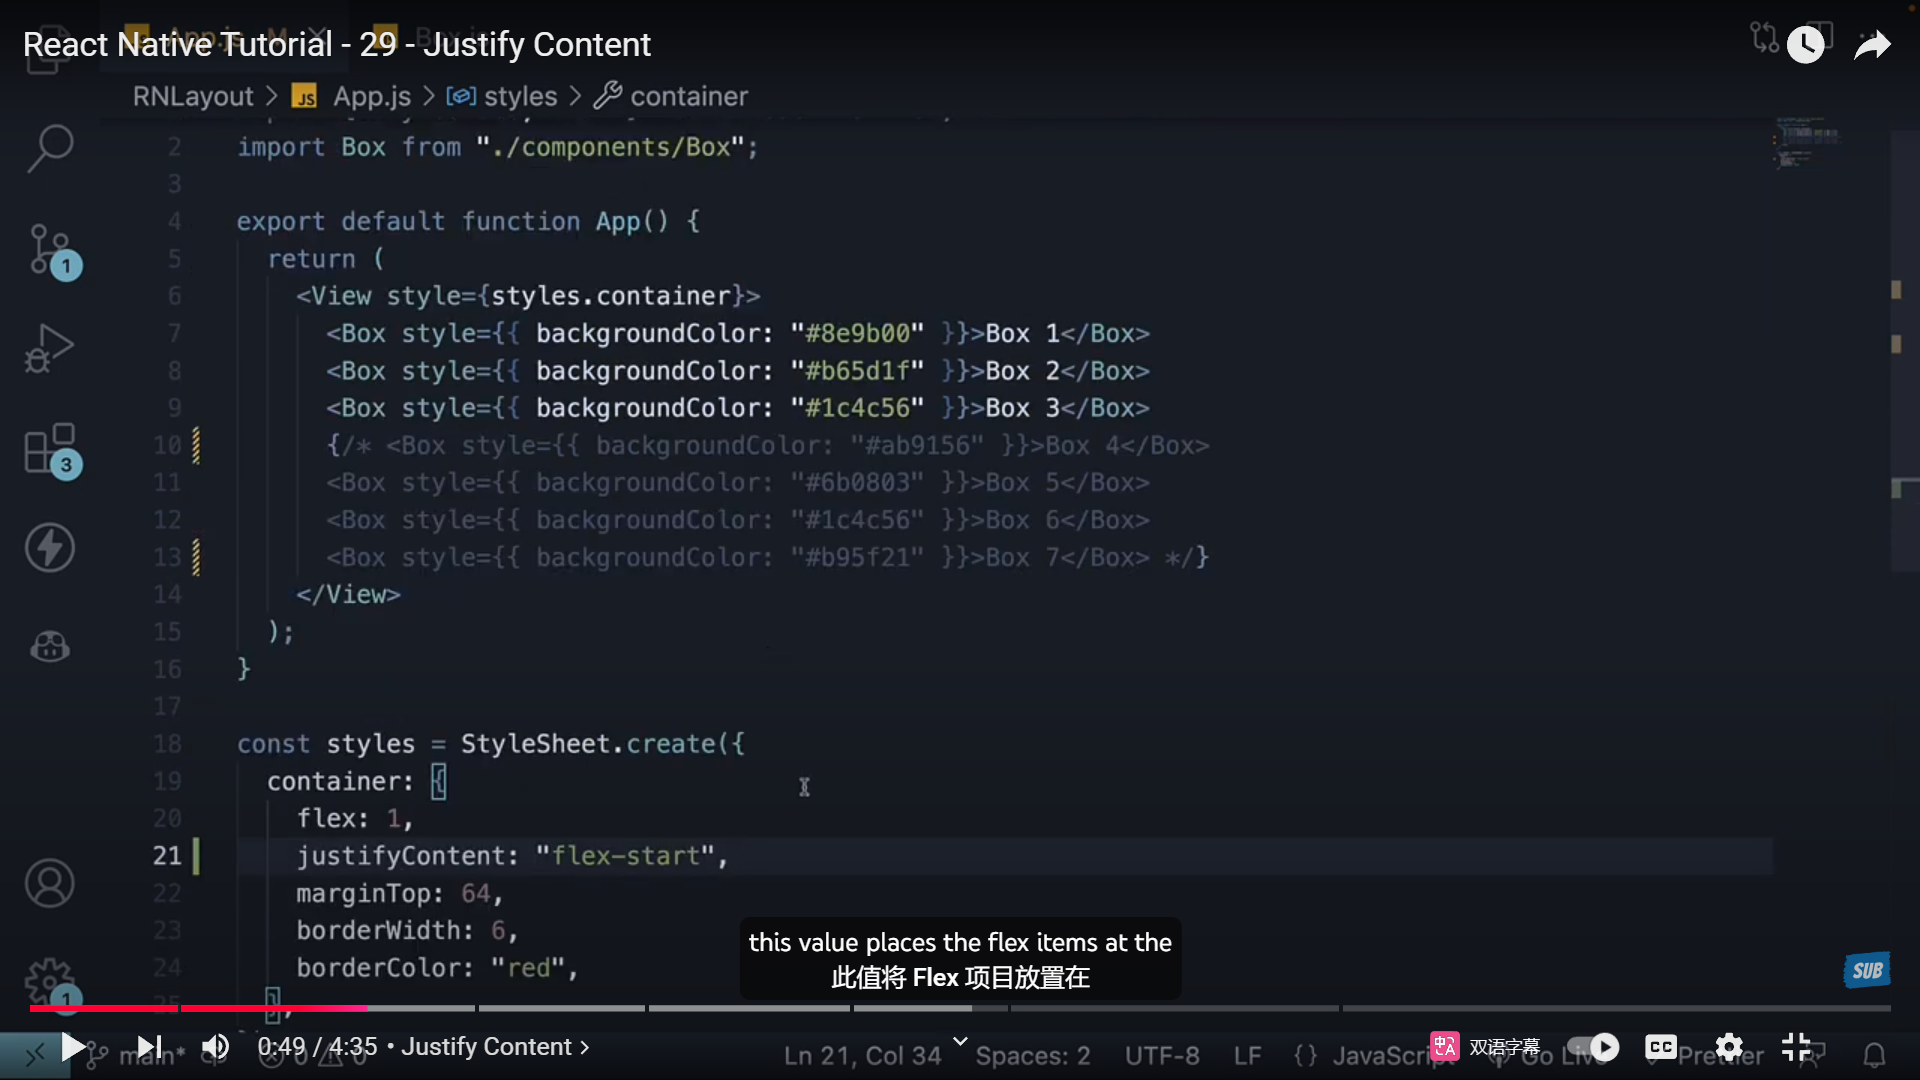 React Native Tutorial - 29 - Justify Content
RNLayout > JS App.js > styles > container
2 import Box from "./components/Box";
3
4 export default function App() {
5 return (
6 <View style={styles.container}>
7 <Box style={{ backgroundColor: "#8e9b00" }}>Box 1</Box>
8 <Box style={{ backgroundColor: "#b65d1f" }}>Box 2</Box>
9 <Box style={{ backgroundColor: "#1c4c56" }}>Box 3</Box>
10 {/* <Box style={{ backgroundColor: "#ab9156" }}>Box 4</Box>
11 <Box style={{ backgroundColor: "#6b0803" }}>Box 5</Box>
12 <Box style={{ backgroundColor: "#1c4c56" }}>Box 6</Box>
13 <Box style={{ backgroundColor: "#b95f21" }}>Box 7</Box> */}
14 </View>
15 );
16 }
17
18 const styles = StyleSheet.create({
19 container: {
20 flex: 1,
21 justifyContent: "flex-start",
22 marginTop: 64,
23 borderWidth: 6,
24 borderColor: "red",
25 },
1
3
1
this value places the flex items at the
此值将 Flex 项目放置在
SUB
0:49 / 4:35 • Justify Content >
main*
Ln 21, Col 34 Spaces: 2 UTF-8 LF {} JavaScript Go Live Prettier
双语字幕
CC